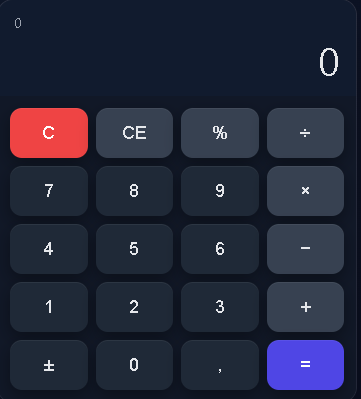 0
0
C CE % ÷
7 8 9 ×
4 5 6 −
1 2 3 +
± 0 , =